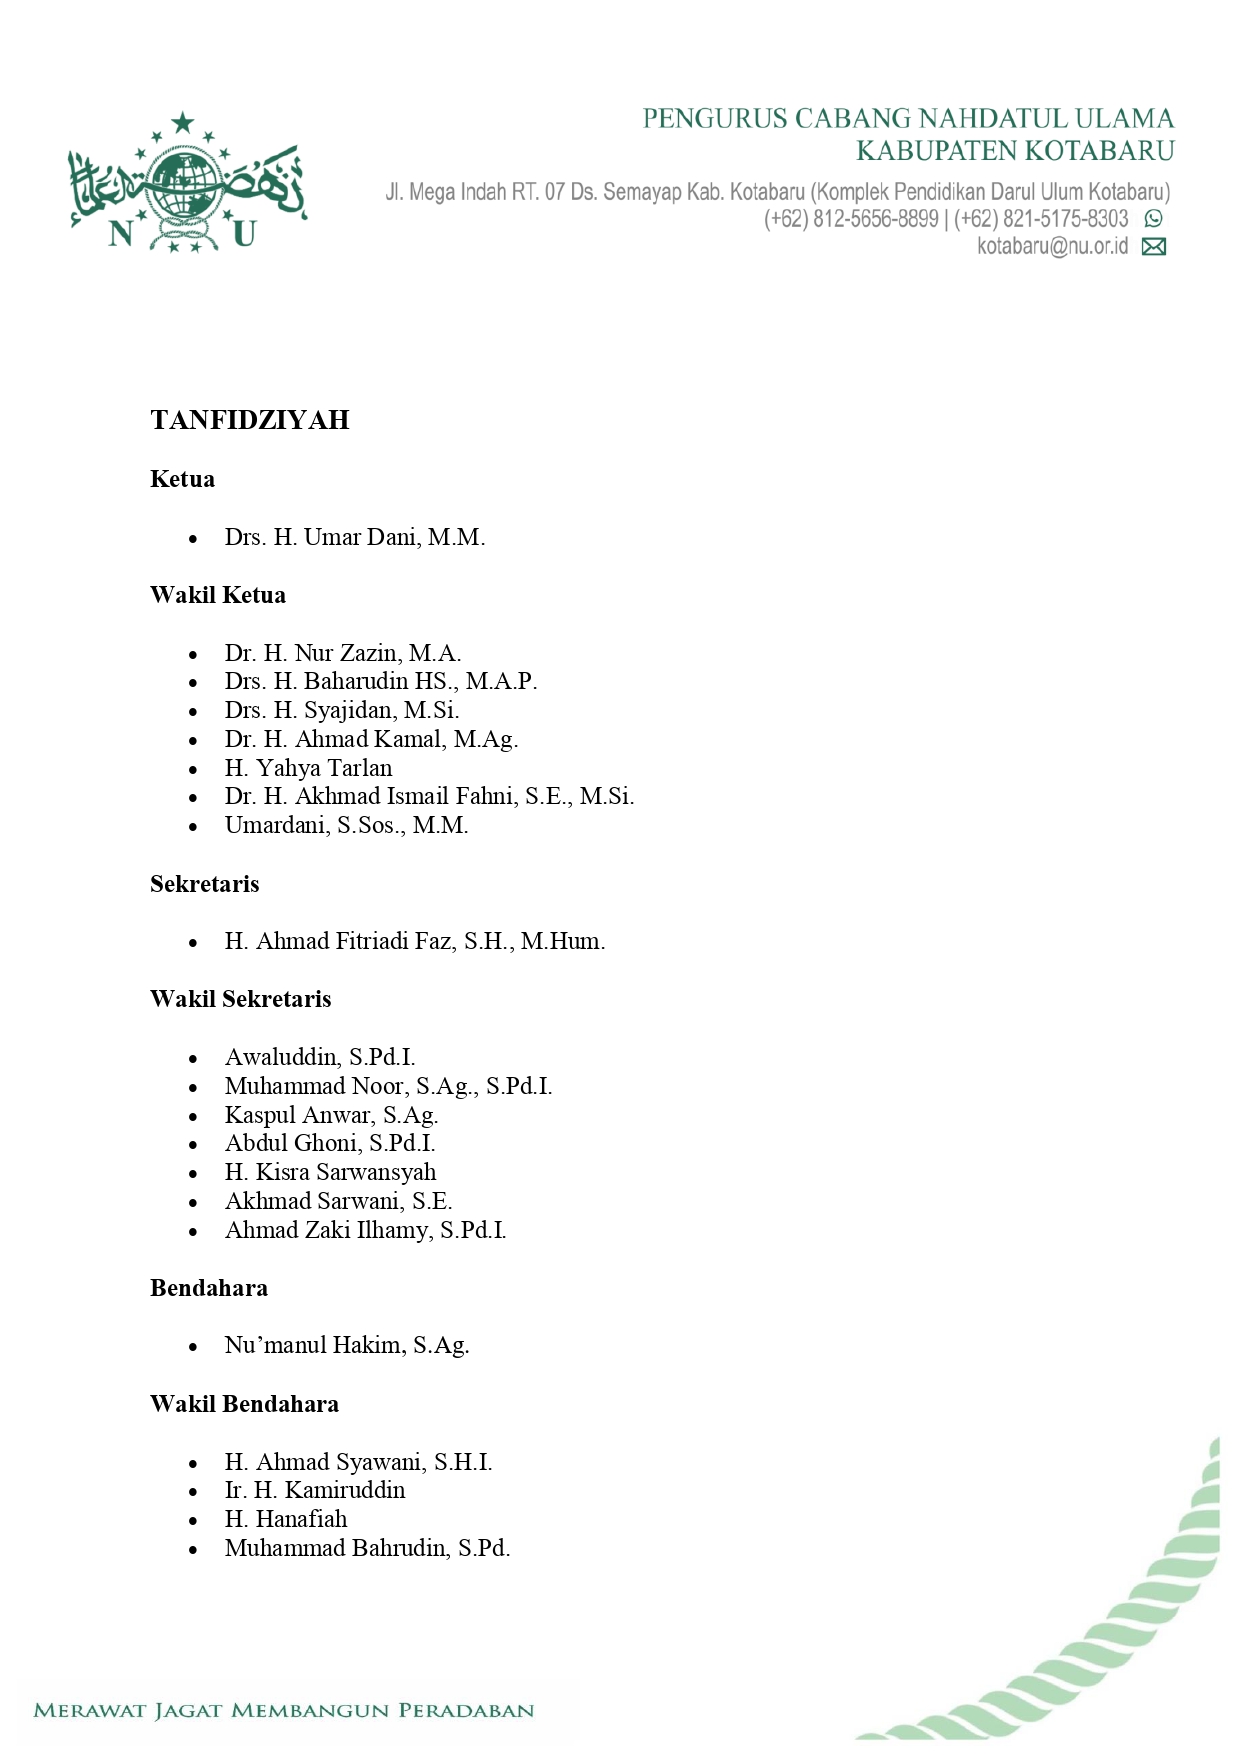 نهضة العلماء
N U
PENGURUS CABANG NAHDATUL ULAMA
KABUPATEN KOTABARU
Jl. Mega Indah RT. 07 Ds. Semayap Kab. Kotabaru (Komplek Pendidikan Darul Ulum Kotabaru)
(+62) 812-5656-8899 | (+62) 821-5175-8303
kotabaru@nu.or.id
TANFIDZIYAH
Ketua
• Drs. H. Umar Dani, M.M.
Wakil Ketua
• Dr. H. Nur Zazin, M.A.
• Drs. H. Baharudin HS., M.A.P.
• Drs. H. Syajidan, M.Si.
• Dr. H. Ahmad Kamal, M.Ag.
• H. Yahya Tarlan
• Dr. H. Akhmad Ismail Fahni, S.E., M.Si.
• Umardani, S.Sos., M.M.
Sekretaris
• H. Ahmad Fitriadi Faz, S.H., M.Hum.
Wakil Sekretaris
• Awaluddin, S.Pd.I.
• Muhammad Noor, S.Ag., S.Pd.I.
• Kaspul Anwar, S.Ag.
• Abdul Ghoni, S.Pd.I.
• H. Kisra Sarwansyah
• Akhmad Sarwani, S.E.
• Ahmad Zaki Ilhamy, S.Pd.I.
Bendahara
• Nu’manul Hakim, S.Ag.
Wakil Bendahara
• H. Ahmad Syawani, S.H.I.
• Ir. H. Kamiruddin
• H. Hanafiah
• Muhammad Bahrudin, S.Pd.
MERAWAT JAGAT MEMBANGUN PERADABAN